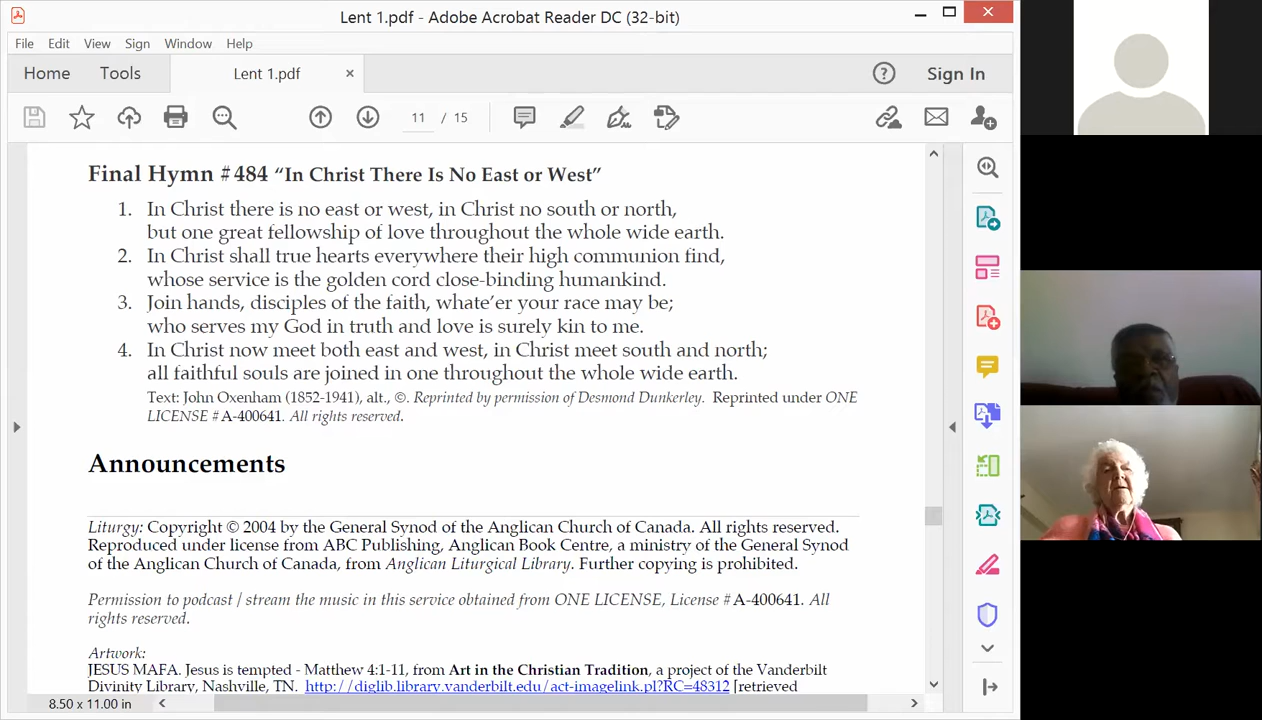 Lent 1.pdf - Adobe Acrobat Reader DC (32-bit)
File Edit View Sign Window Help
Home Tools Lent 1.pdf × Sign In
11 / 15
Final Hymn # 484 “In Christ There Is No East or West”
1. In Christ there is no east or west, in Christ no south or north,
but one great fellowship of love throughout the whole wide earth.
2. In Christ shall true hearts everywhere their high communion find,
whose service is the golden cord close-binding humankind.
3. Join hands, disciples of the faith, whate’er your race may be;
who serves my God in truth and love is surely kin to me.
4. In Christ now meet both east and west, in Christ meet south and north;
all faithful souls are joined in one throughout the whole wide earth.
Text: John Oxenham (1852-1941), alt., ©. Reprinted by permission of Desmond Dunkerley. Reprinted under ONE
LICENSE # A-400641. All rights reserved.
Announcements
Liturgy: Copyright © 2004 by the General Synod of the Anglican Church of Canada. All rights reserved.
Reproduced under license from ABC Publishing, Anglican Book Centre, a ministry of the General Synod
of the Anglican Church of Canada, from Anglican Liturgical Library. Further copying is prohibited.
Permission to podcast / stream the music in this service obtained from ONE LICENSE, License # A-400641. All
rights reserved.
Artwork:
JESUS MAFA. Jesus is tempted - Matthew 4:1-11, from Art in the Christian Tradition, a project of the Vanderbilt
Divinity Library, Nashville, TN. http://diglib.library.vanderbilt.edu/act-imagelink.pl?RC=48312 [retrieved
8.50 x 11.00 in